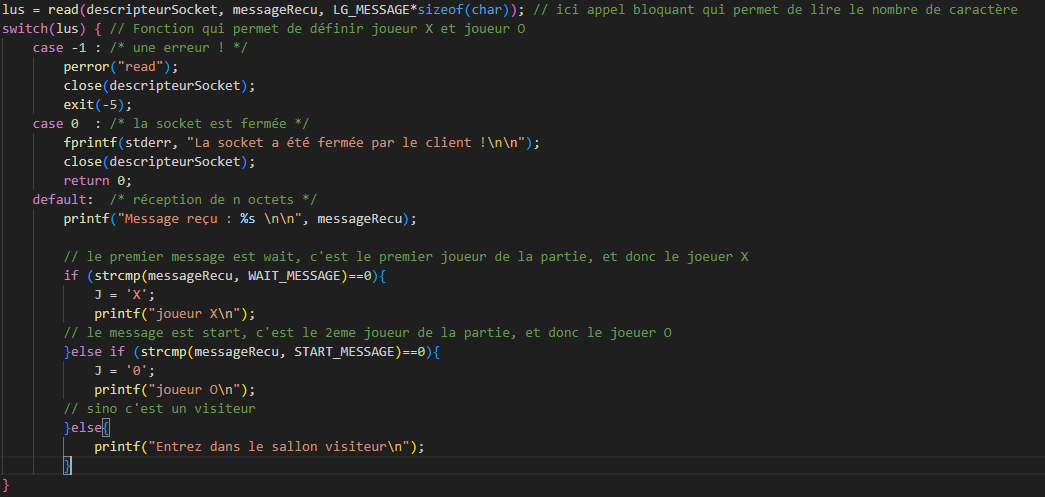 lus = read(descripteurSocket, messageRecu, LG_MESSAGE*sizeof(char)); // ici appel bloquant qui permet de lire le nombre de caractère
switch(lus) { // Fonction qui permet de définir joueur X et joueur O
    case -1 : /* une erreur ! */
        perror("read");
        close(descripteurSocket);
        exit(-5);
    case 0  : /* la socket est fermée */
        fprintf(stderr, "La socket a été fermée par le client !\n\n");
        close(descripteurSocket);
        return 0;
    default:  /* réception de n octets */
        printf("Message reçu : %s \n\n", messageRecu);

        // le premier message est wait, c'est le premier joueur de la partie, et donc le joeuer X
        if (strcmp(messageRecu, WAIT_MESSAGE)==0){
            J = 'X';
            printf("joueur X\n");
        // le message est start, c'est le 2eme joueur de la partie, et donc le joeuer O
        }else if (strcmp(messageRecu, START_MESSAGE)==0){
            J = '0';
            printf("joueur O\n");
        // sino c'est un visiteur
        }else{
            printf("Entrez dans le sallon visiteur\n");
        }
}